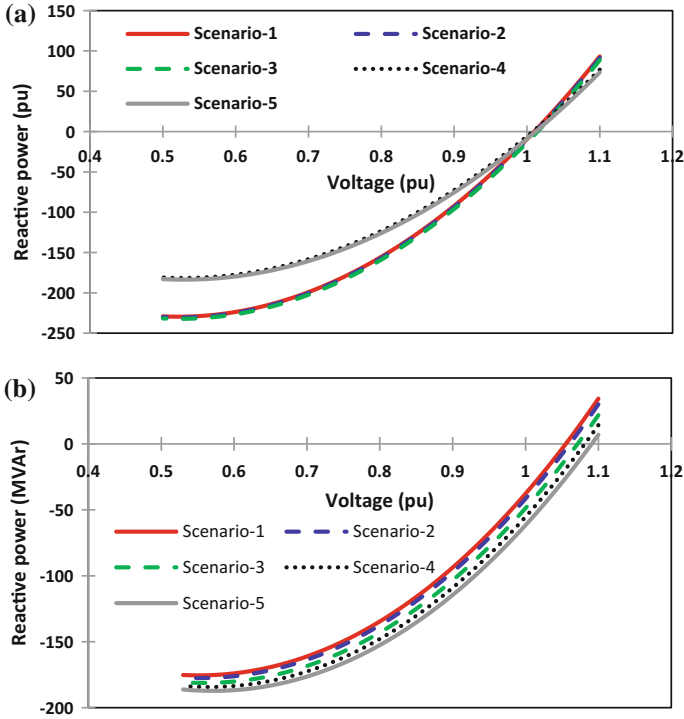 (a)
150
100
50
0
-50
-100
-150
-200
-250
0.4 0.5 0.6 0.7 0.8 0.9 1 1.1 1.2
Reactive power (pu)
Voltage (pu)
Scenario-1 Scenario-2
Scenario-3 Scenario-4
Scenario-5
(b)
50
0
-50
-100
-150
-200
0.4 0.5 0.6 0.7 0.8 0.9 1 1.1 1.2
Reactive power (MVAr)
Voltage (pu)
Scenario-1 Scenario-2
Scenario-3 Scenario-4
Scenario-5